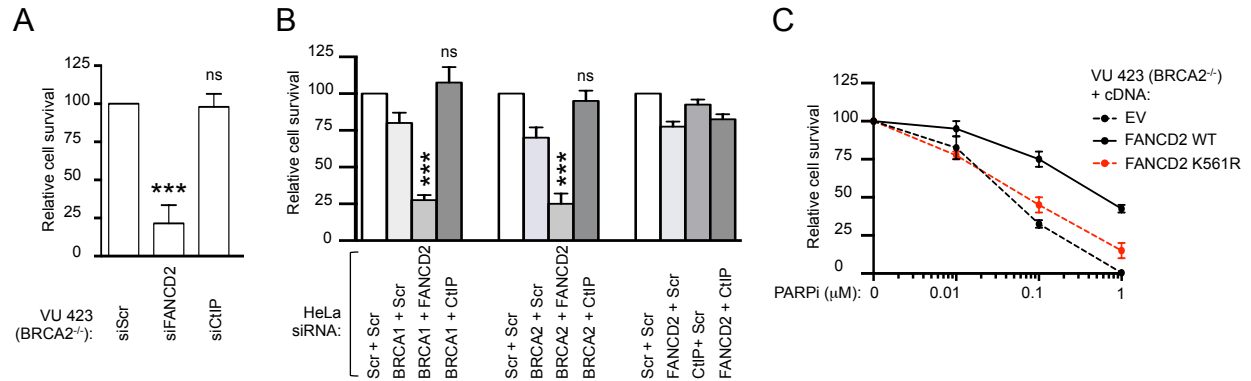 A
Relative cell survival
125
100
75
50
25
0
ns
***
VU 423
(BRCA2-/-):
siScr
siFANCD2
siCtIP
B
Relative cell survival
125
100
75
50
25
0
ns
***
ns
***
HeLa
siRNA:
Scr + Scr
BRCA1 + Scr
BRCA1 + FANCD2
BRCA1 + CtIP
Scr + Scr
BRCA2 + Scr
BRCA2 + FANCD2
BRCA2 + CtIP
Scr + Scr
FANCD2 + Scr
CtIP+ Scr
FANCD2 + CtIP
C
Relative cell survival
125
100
75
50
25
0
PARPi (μM): 0 0.01 0.1 1
VU 423 (BRCA2-/-)
+ cDNA:
EV
FANCD2 WT
FANCD2 K561R